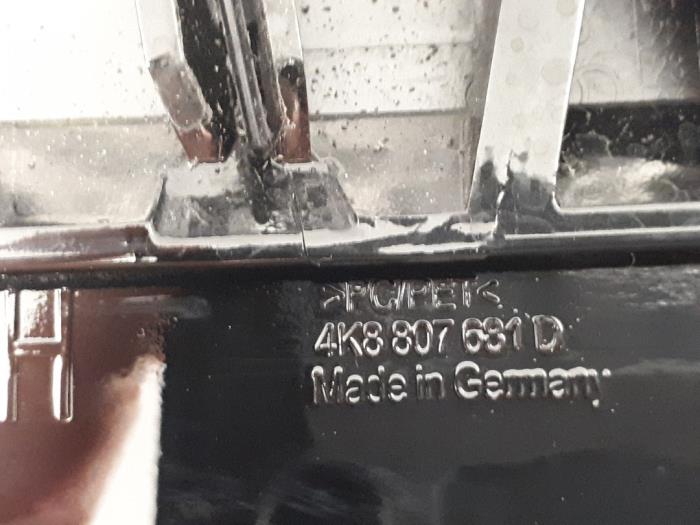 >PC/PET<
4K8 807 681 D
Made in Germany